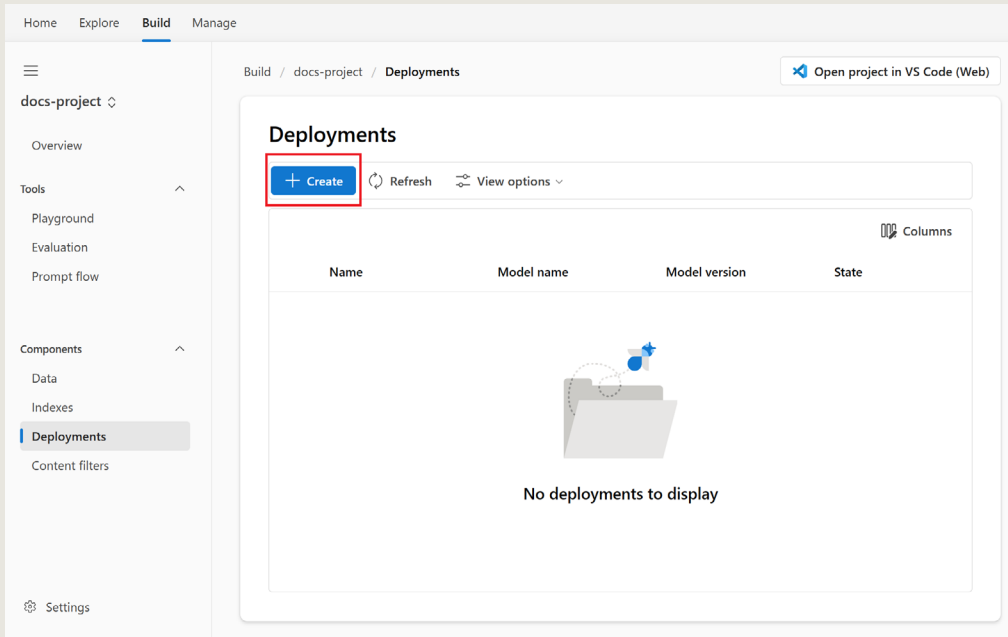 Home Explore Build Manage
docs-project
Overview
Tools
Playground
Evaluation
Prompt flow
Components
Data
Indexes
Deployments
Content filters
Settings
Build / docs-project / Deployments
Open project in VS Code (Web)
Deployments
Create Refresh View options
Columns
Name Model name Model version State
No deployments to display